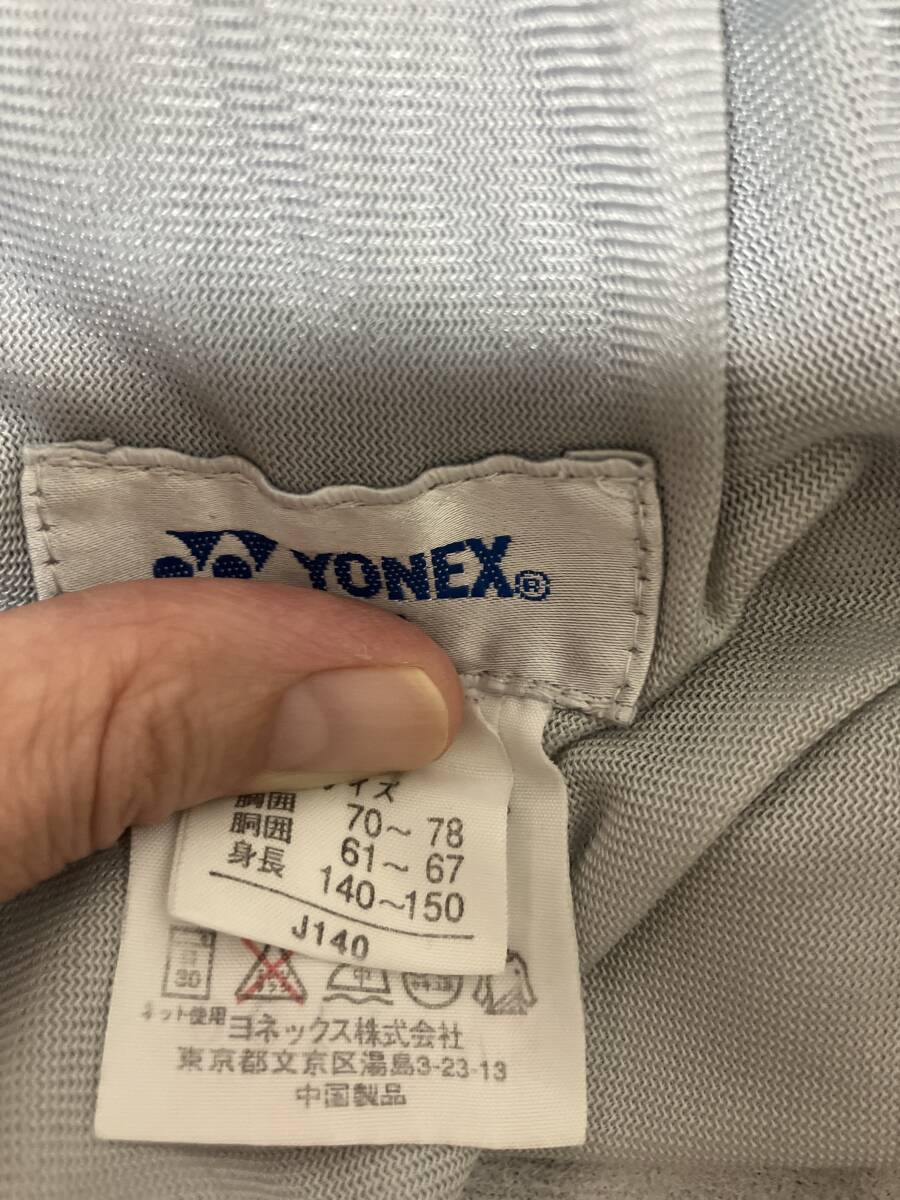 YONEX®
イズ
胸囲 70～78
胴囲 61～67
身長 140～150
J140
30 中
ネット使用
ヨネックス株式会社
東京都文京区湯島3-23-13
中国製品